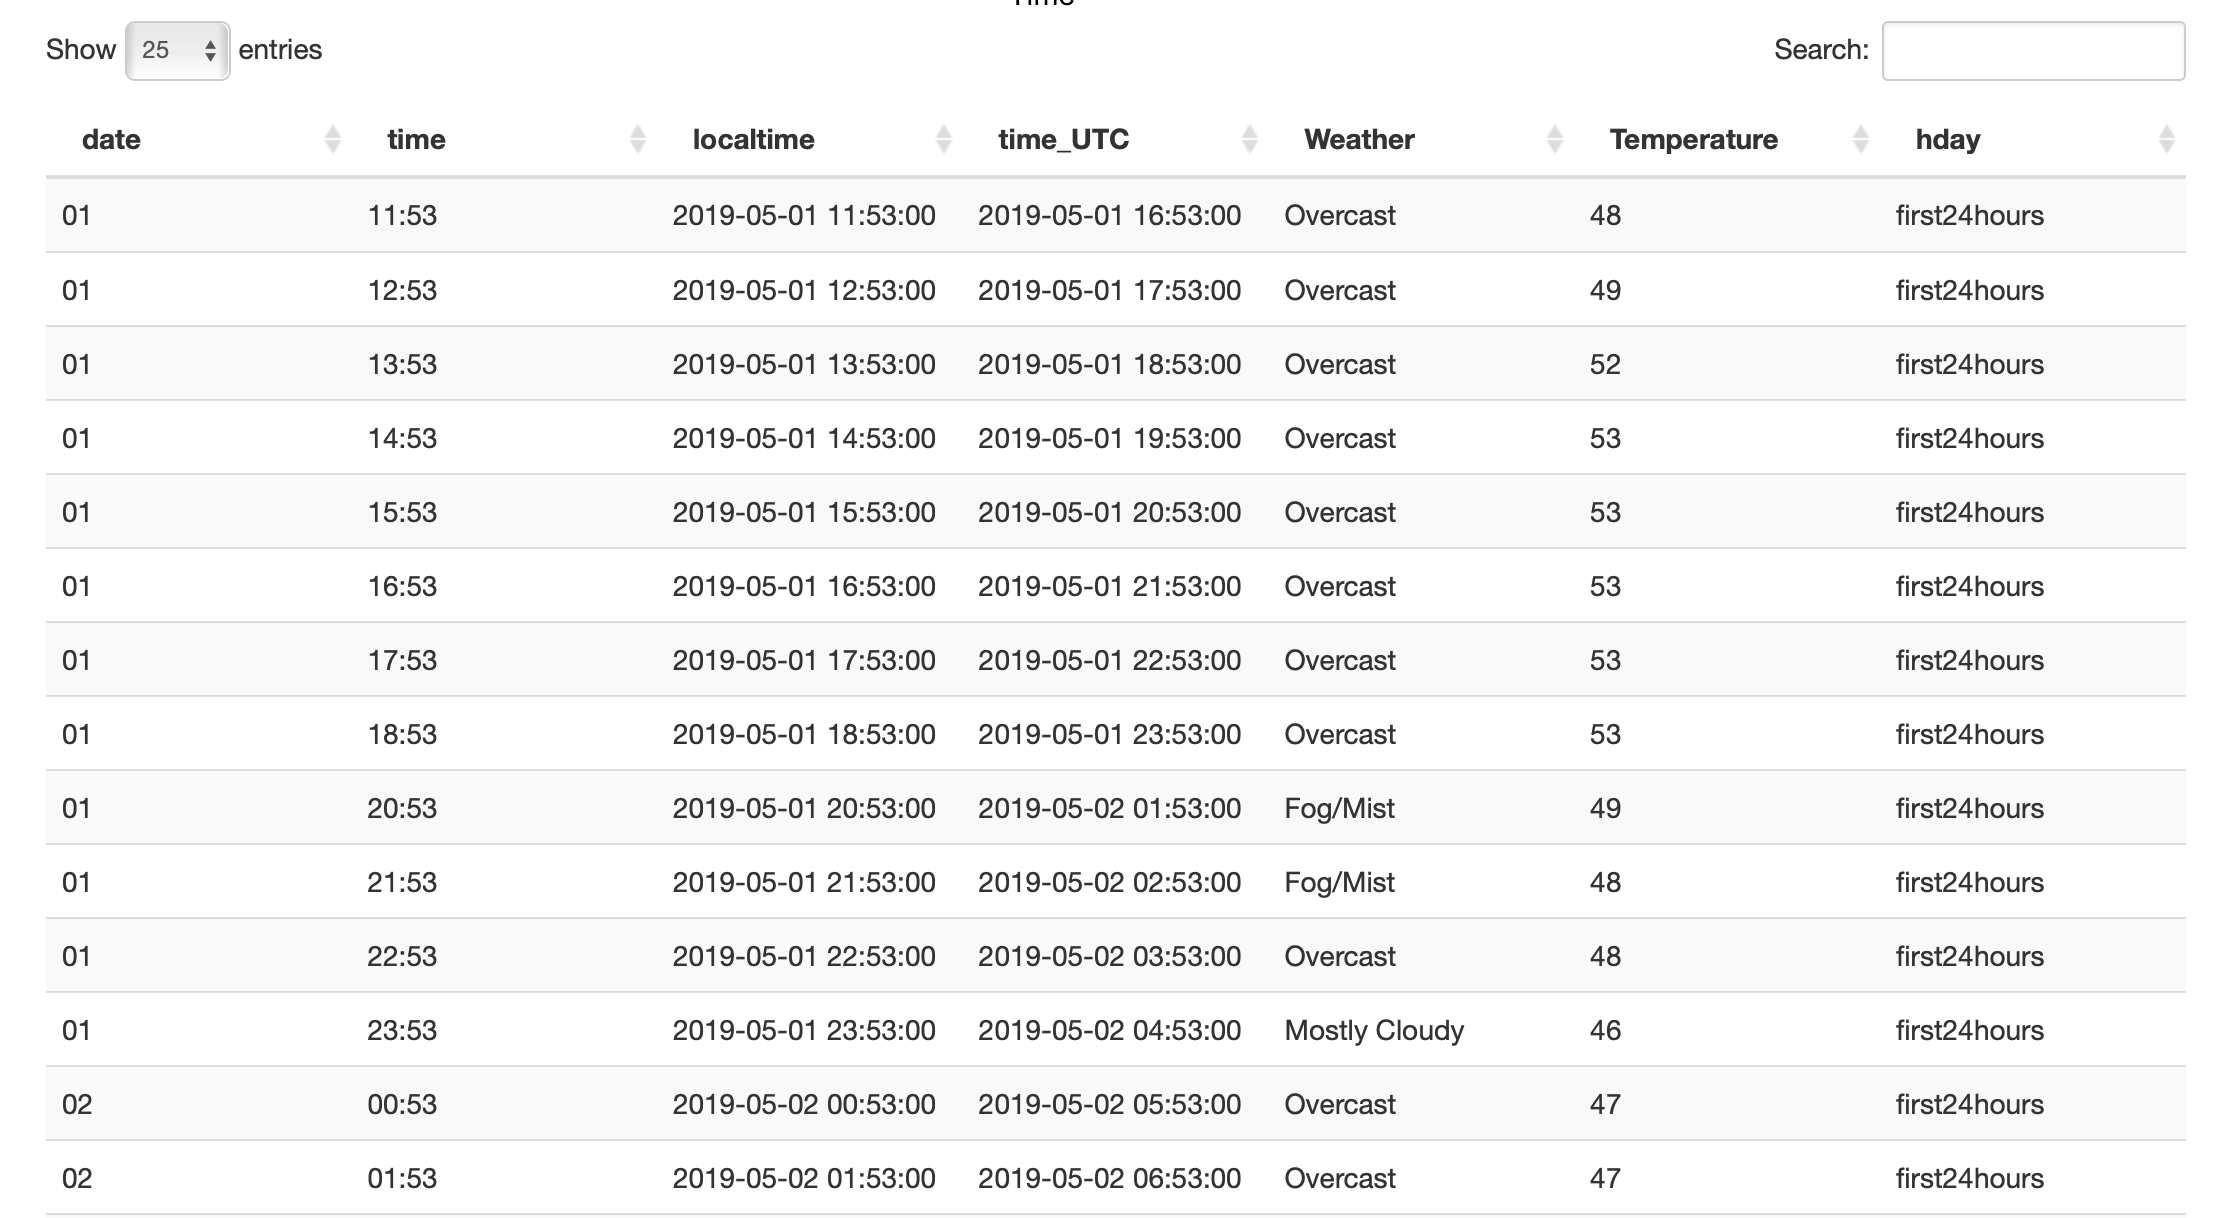 Time
Show 25 entries Search:
date time localtime time_UTC Weather Temperature hday
01 11:53 2019-05-01 11:53:00 2019-05-01 16:53:00 Overcast 48 first24hours
01 12:53 2019-05-01 12:53:00 2019-05-01 17:53:00 Overcast 49 first24hours
01 13:53 2019-05-01 13:53:00 2019-05-01 18:53:00 Overcast 52 first24hours
01 14:53 2019-05-01 14:53:00 2019-05-01 19:53:00 Overcast 53 first24hours
01 15:53 2019-05-01 15:53:00 2019-05-01 20:53:00 Overcast 53 first24hours
01 16:53 2019-05-01 16:53:00 2019-05-01 21:53:00 Overcast 53 first24hours
01 17:53 2019-05-01 17:53:00 2019-05-01 22:53:00 Overcast 53 first24hours
01 18:53 2019-05-01 18:53:00 2019-05-01 23:53:00 Overcast 53 first24hours
01 20:53 2019-05-01 20:53:00 2019-05-02 01:53:00 Fog/Mist 49 first24hours
01 21:53 2019-05-01 21:53:00 2019-05-02 02:53:00 Fog/Mist 48 first24hours
01 22:53 2019-05-01 22:53:00 2019-05-02 03:53:00 Overcast 48 first24hours
01 23:53 2019-05-01 23:53:00 2019-05-02 04:53:00 Mostly Cloudy 46 first24hours
02 00:53 2019-05-02 00:53:00 2019-05-02 05:53:00 Overcast 47 first24hours
02 01:53 2019-05-02 01:53:00 2019-05-02 06:53:00 Overcast 47 first24hours